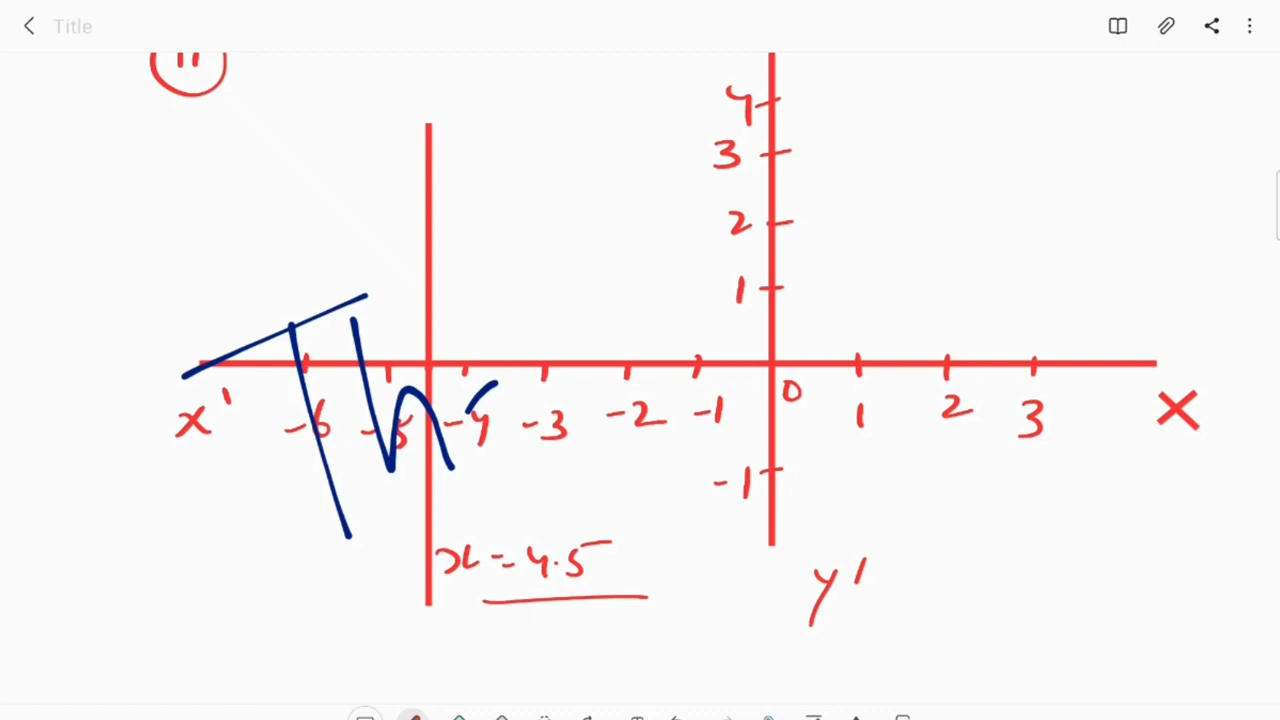 Title
11
4
3
2
1
x' -6 -5 -4 -3 -2 -1 0 1 2 3 X
-1
x = 4.5
y'
Th